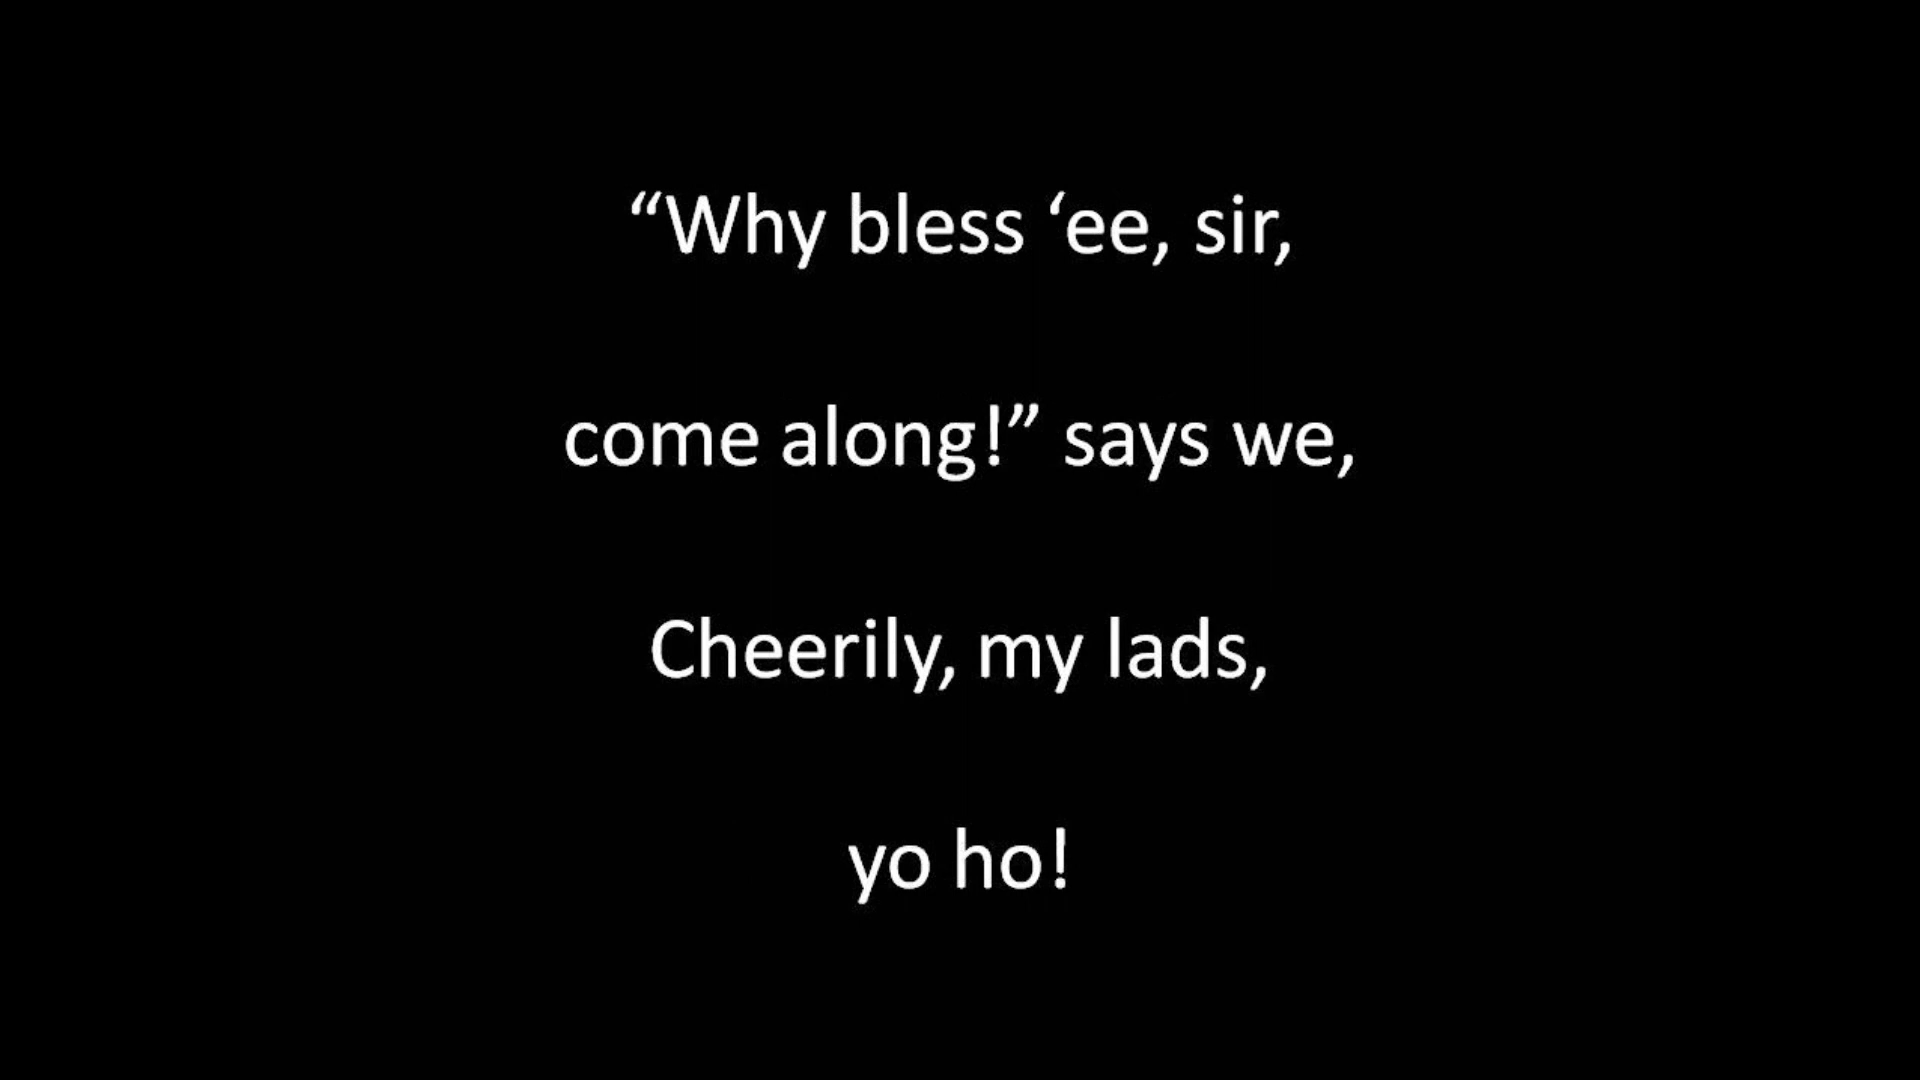 “Why bless ‘ee, sir,
come along!” says we,
Cheerily, my lads,
yo ho!